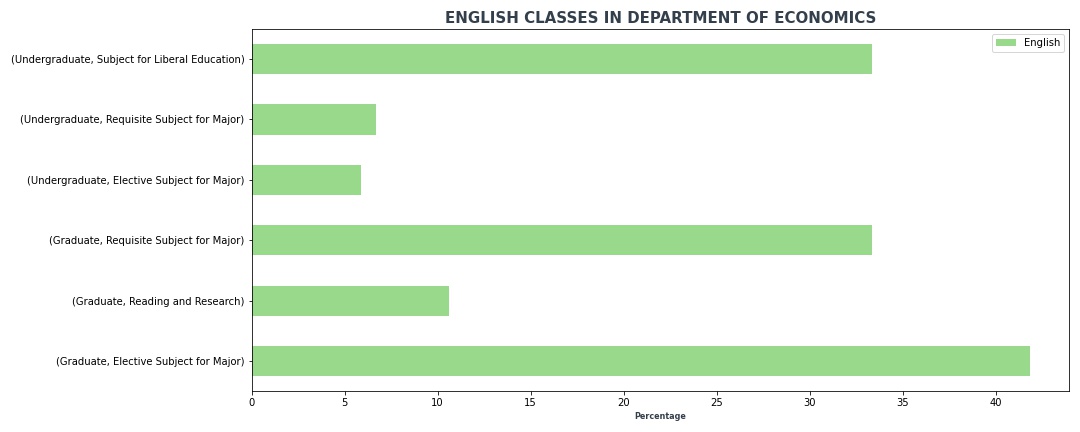 ENGLISH CLASSES IN DEPARTMENT OF ECONOMICS
English
(Undergraduate, Subject for Liberal Education)
(Undergraduate, Requisite Subject for Major)
(Undergraduate, Elective Subject for Major)
(Graduate, Requisite Subject for Major)
(Graduate, Reading and Research)
(Graduate, Elective Subject for Major)
0 5 10 15 20 25 30 35 40
Percentage